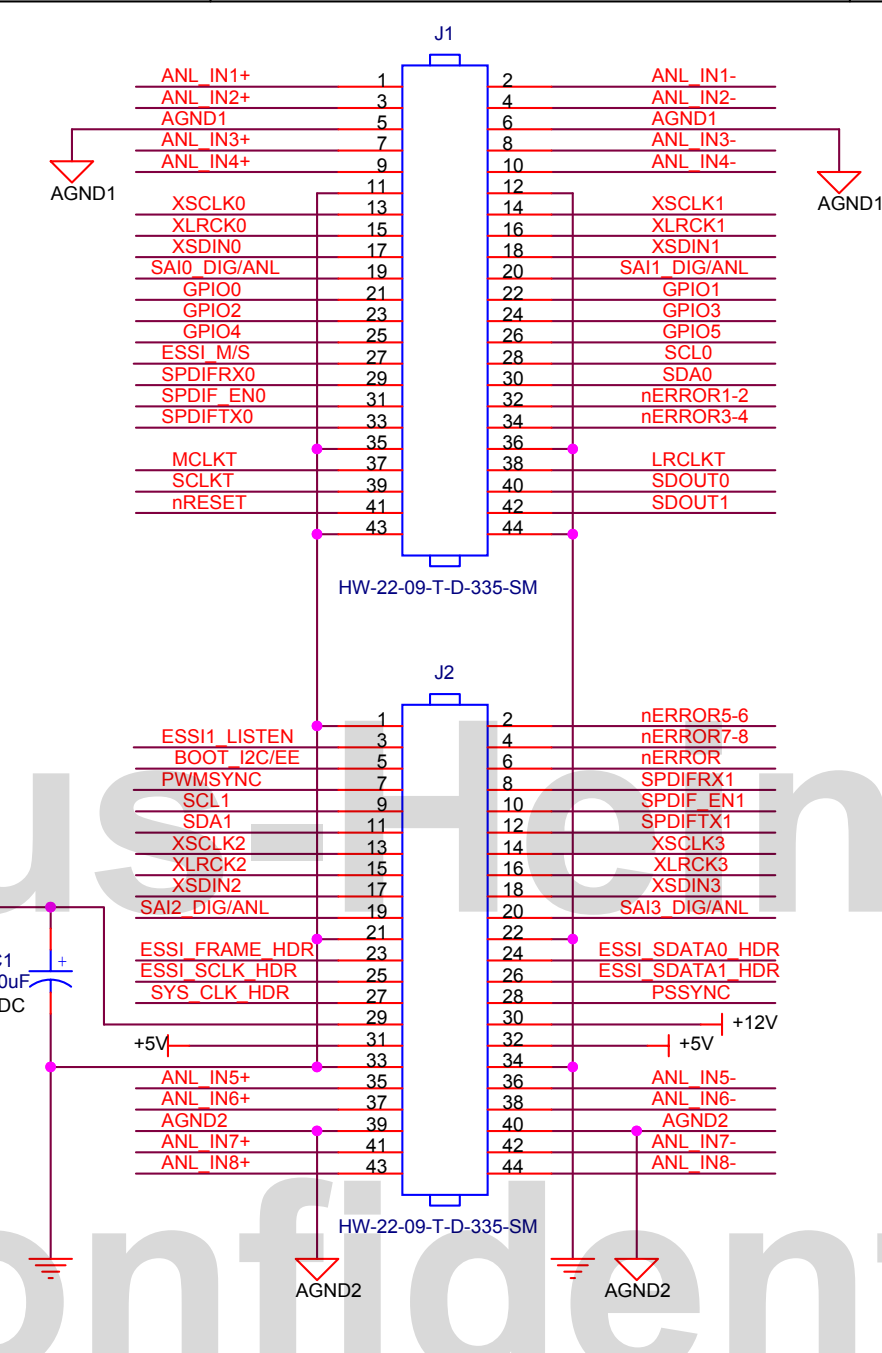 J1
ANL_IN1+ 1 2 ANL_IN1-
ANL_IN2+ 3 4 ANL_IN2-
AGND1 5 6 AGND1
ANL_IN3+ 7 8 ANL_IN3-
ANL_IN4+ 9 10 ANL_IN4-
AGND1 11 12 AGND1
XSCLK0 13 14 XSCLK1
XLRCK0 15 16 XLRCK1
XSDIN0 17 18 XSDIN1
SAI0_DIG/ANL 19 20 SAI1_DIG/ANL
GPIO0 21 22 GPIO1
GPIO2 23 24 GPIO3
GPIO4 25 26 GPIO5
ESSI_M/S 27 28 SCL0
SPDIFRX0 29 30 SDA0
SPDIF_EN0 31 32 nERROR1-2
SPDIFTX0 33 34 nERROR3-4
35 36
MCLKT 37 38 LRCLKT
SCLKT 39 40 SDOUT0
nRESET 41 42 SDOUT1
43 44
HW-22-09-T-D-335-SM
J2
1 2 nERROR5-6
ESSI1_LISTEN 3 4 nERROR7-8
BOOT_I2C/EE 5 6 nERROR
PWMSYNC 7 8 SPDIFRX1
SCL1 9 10 SPDIF_EN1
SDA1 11 12 SPDIFTX1
XSCLK2 13 14 XSCLK3
XLRCK2 15 16 XLRCK3
XSDIN2 17 18 XSDIN3
SAI2_DIG/ANL 19 20 SAI3_DIG/ANL
21 22
ESSI_FRAME_HDR 23 24 ESSI_SDATA0_HDR
ESSI_SCLK_HDR 25 26 ESSI_SDATA1_HDR
SYS_CLK_HDR 27 28 PSSYNC
29 30 +12V
+5V 31 32 +5V
33 34
ANL_IN5+ 35 36 ANL_IN5-
ANL_IN6+ 37 38 ANL_IN6-
AGND2 39 40 AGND2
ANL_IN7+ 41 42 ANL_IN7-
ANL_IN8+ 43 44 ANL_IN8-
HW-22-09-T-D-335-SM
AGND2 AGND2
+
us-Hein
onfident